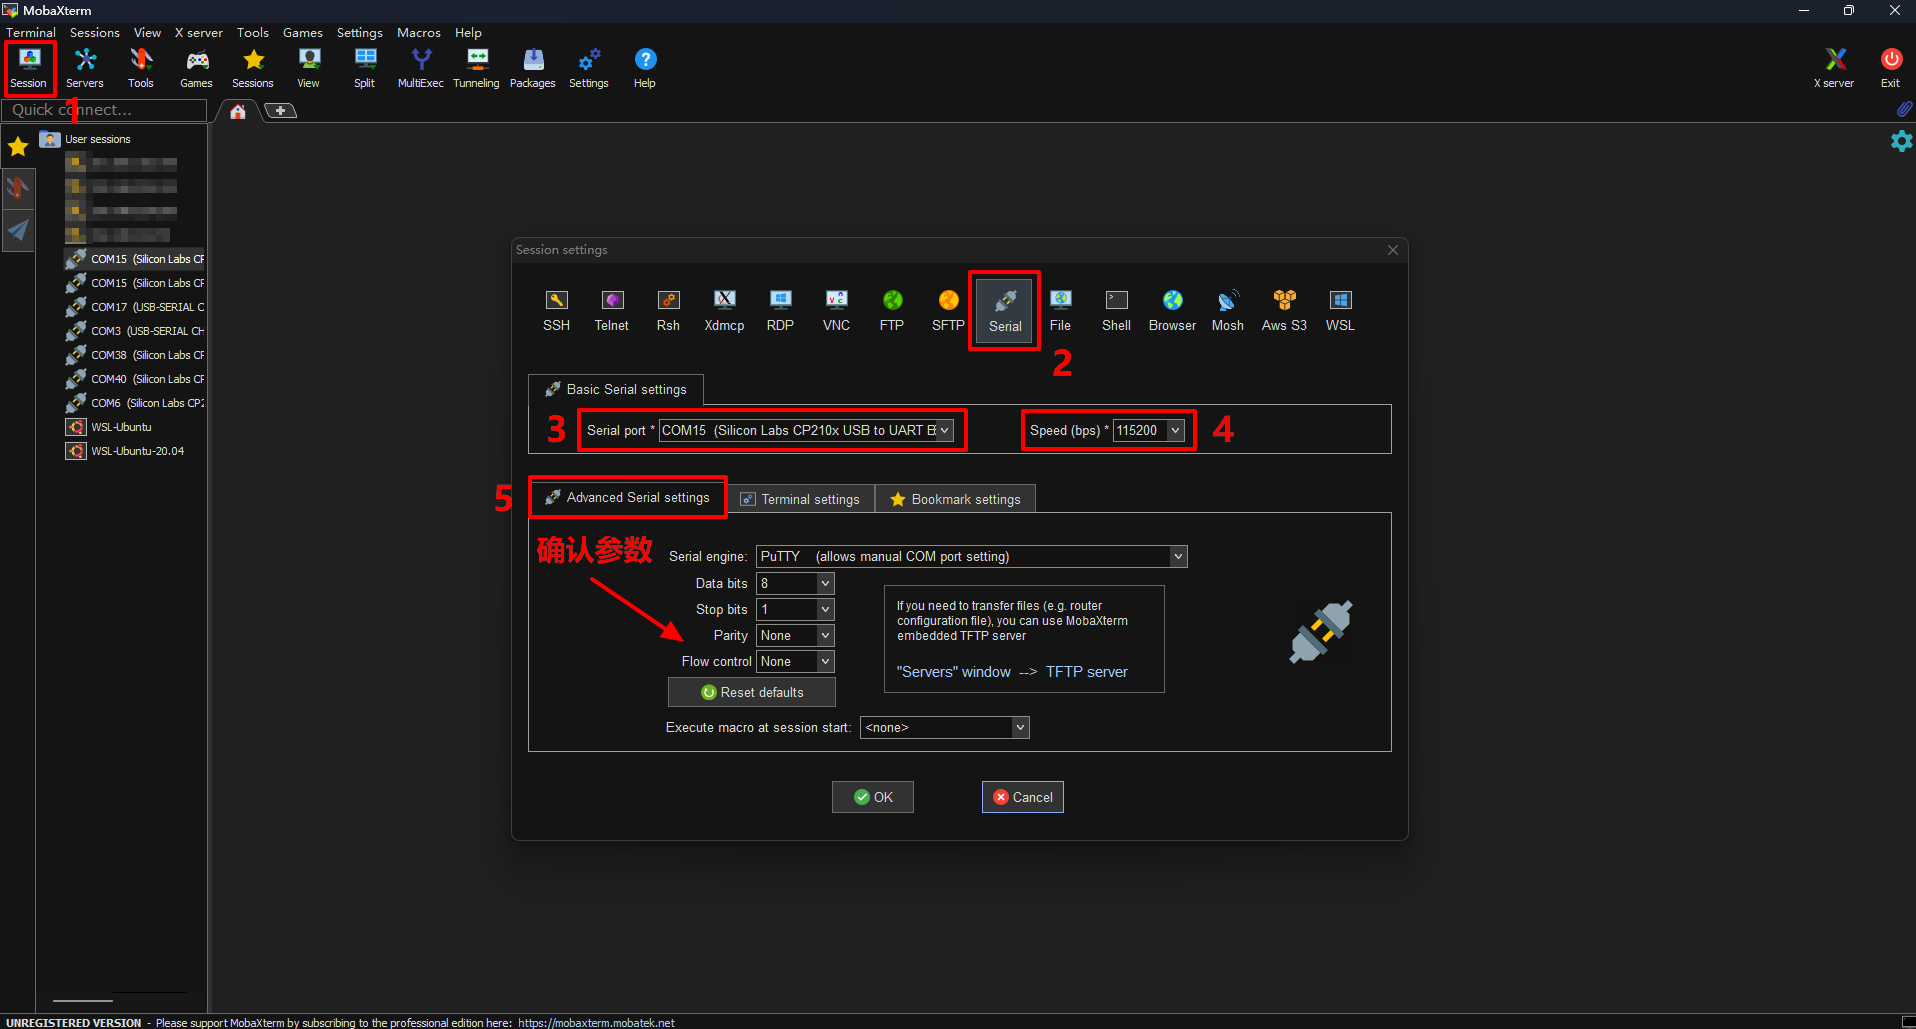 MobaXterm
Terminal Sessions View X server Tools Games Settings Macros Help
Session Servers Tools Games Sessions View Split MultiExec Tunneling Packages Settings Help X server Exit
1
Quick connect...
User sessions
COM15 (Silicon Labs CP
COM15 (Silicon Labs CP
COM17 (USB-SERIAL C
COM3 (USB-SERIAL CH
COM38 (Silicon Labs CP
COM40 (Silicon Labs CP
COM6 (Silicon Labs CP2
WSL-Ubuntu
WSL-Ubuntu-20.04
Session settings
SSH Telnet Rsh Xdmcp RDP VNC FTP SFTP Serial File Shell Browser Mosh Aws S3 WSL
2
Basic Serial settings
3 Serial port * COM15 (Silicon Labs CP210x USB to UART B Speed (bps) * 115200 4
5 Advanced Serial settings Terminal settings Bookmark settings
确认参数
Serial engine: PuTTY (allows manual COM port setting)
Data bits 8
Stop bits 1
Parity None
Flow control None
Reset defaults
If you need to transfer files (e.g. router
configuration file), you can use MobaXterm
embedded TFTP server
"Servers" window --> TFTP server
Execute macro at session start: <none>
OK Cancel
UNREGISTERED VERSION - Please support MobaXterm by subscribing to the professional edition here: https://mobaxterm.mobatek.net